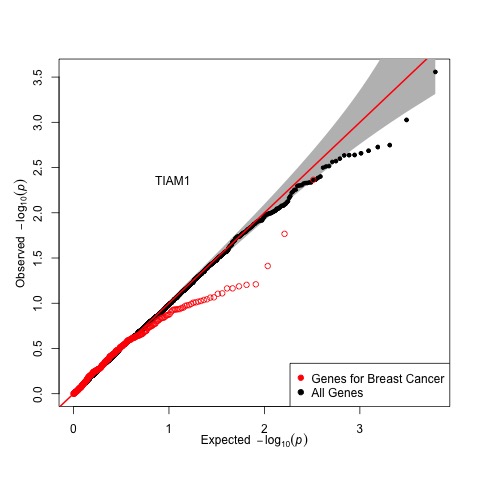 3.5
3.0
2.5
2.0
1.5
1.0
0.5
0.0
Observed −log10(p)
TIAM1
Genes for Breast Cancer
All Genes
0 1 2 3
Expected −log10(p)